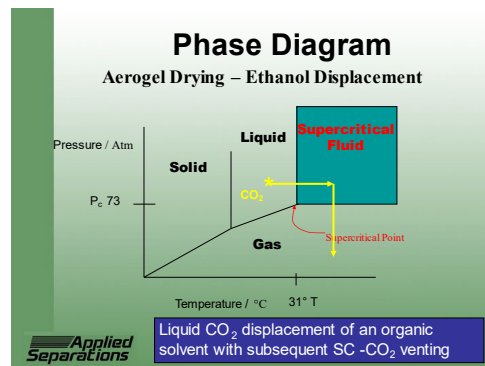 Phase Diagram
Aerogel Drying – Ethanol Displacement
Pressure / Atm
Solid
Liquid
Supercritical
Fluid
CO₂
P꜀ 73
Gas
Supercritical Point
Temperature / °C
31° T
Applied
Separations
Liquid CO₂ displacement of an organic
solvent with subsequent SC -CO₂ venting